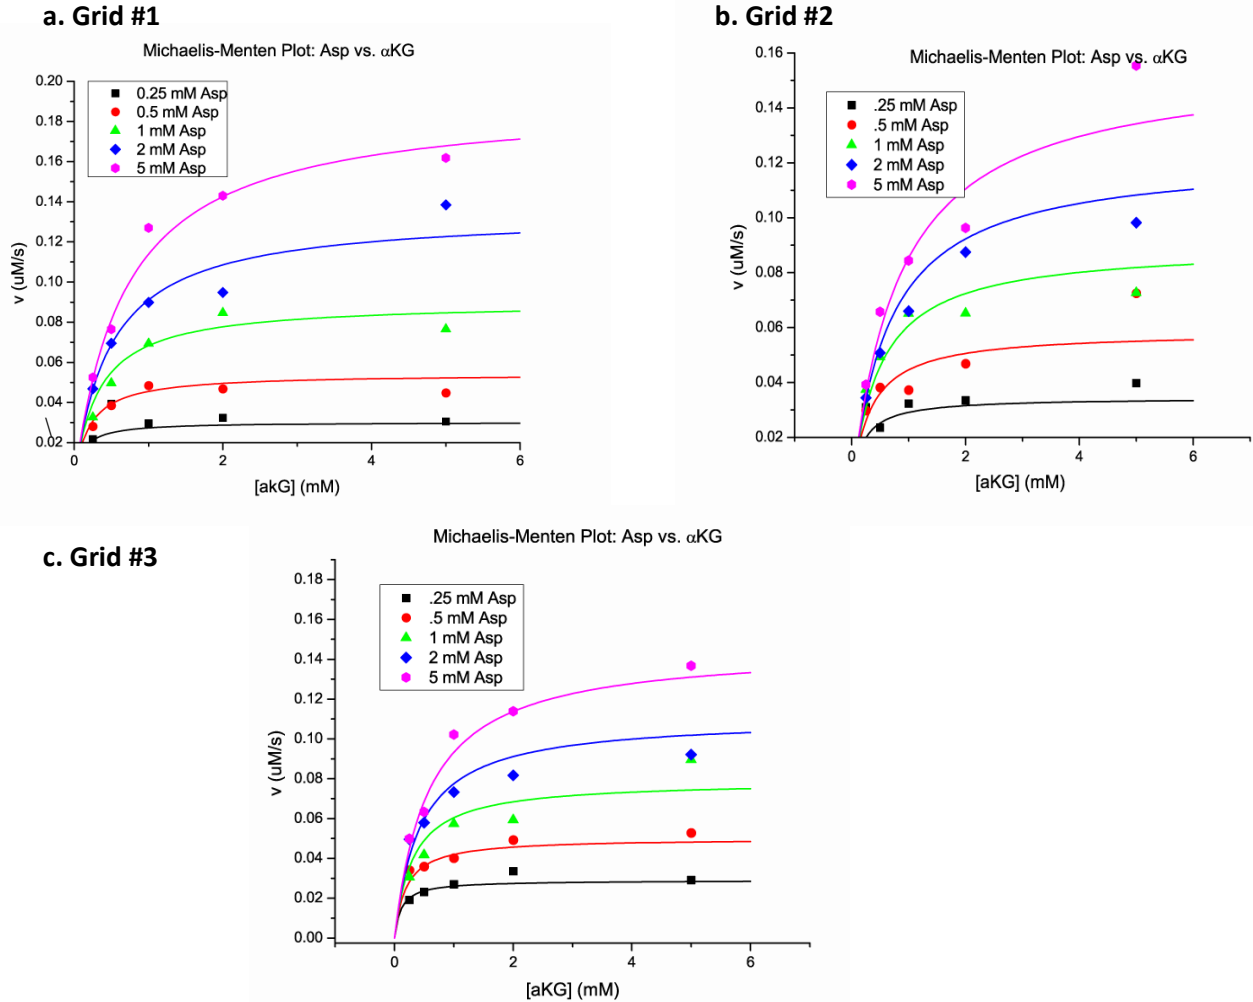 a. Grid #1
Michaelis-Menten Plot: Asp vs. αKG
0.25 mM Asp
0.5 mM Asp
1 mM Asp
2 mM Asp
5 mM Asp
0.20
0.18
0.16
0.14
0.12
0.10
0.08
0.06
0.04
0.02
v (uM/s)
0 2 4 6
[akG] (mM)
b. Grid #2
Michaelis-Menten Plot: Asp vs. αKG
.25 mM Asp
.5 mM Asp
1 mM Asp
2 mM Asp
5 mM Asp
0.16
0.14
0.12
0.10
0.08
0.06
0.04
0.02
v (uM/s)
0 2 4 6
[aKG] (mM)
c. Grid #3
Michaelis-Menten Plot: Asp vs. αKG
.25 mM Asp
.5 mM Asp
1 mM Asp
2 mM Asp
5 mM Asp
0.18
0.16
0.14
0.12
0.10
0.08
0.06
0.04
0.02
0.00
v (uM/s)
0 2 4 6
[aKG] (mM)